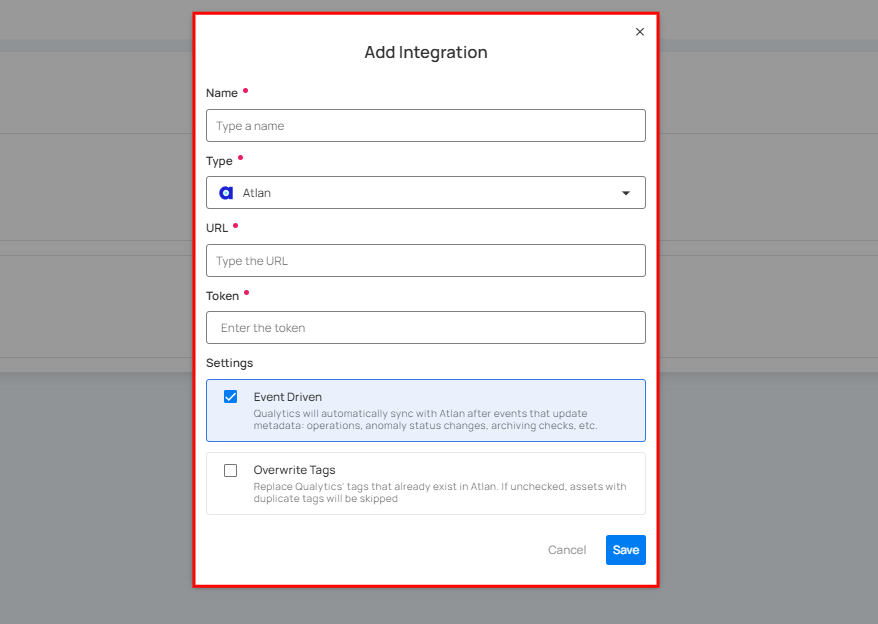 Add Integration
Name
Type a name
Type
Atlan
URL
Type the URL
Token
Enter the token
Settings
Event Driven
Qualytics will automatically sync with Atlan after events that update
metadata: operations, anomaly status changes, archiving checks, etc.
Overwrite Tags
Replace Qualytics' tags that already exist in Atlan. If unchecked, assets with
duplicate tags will be skipped
Cancel
Save